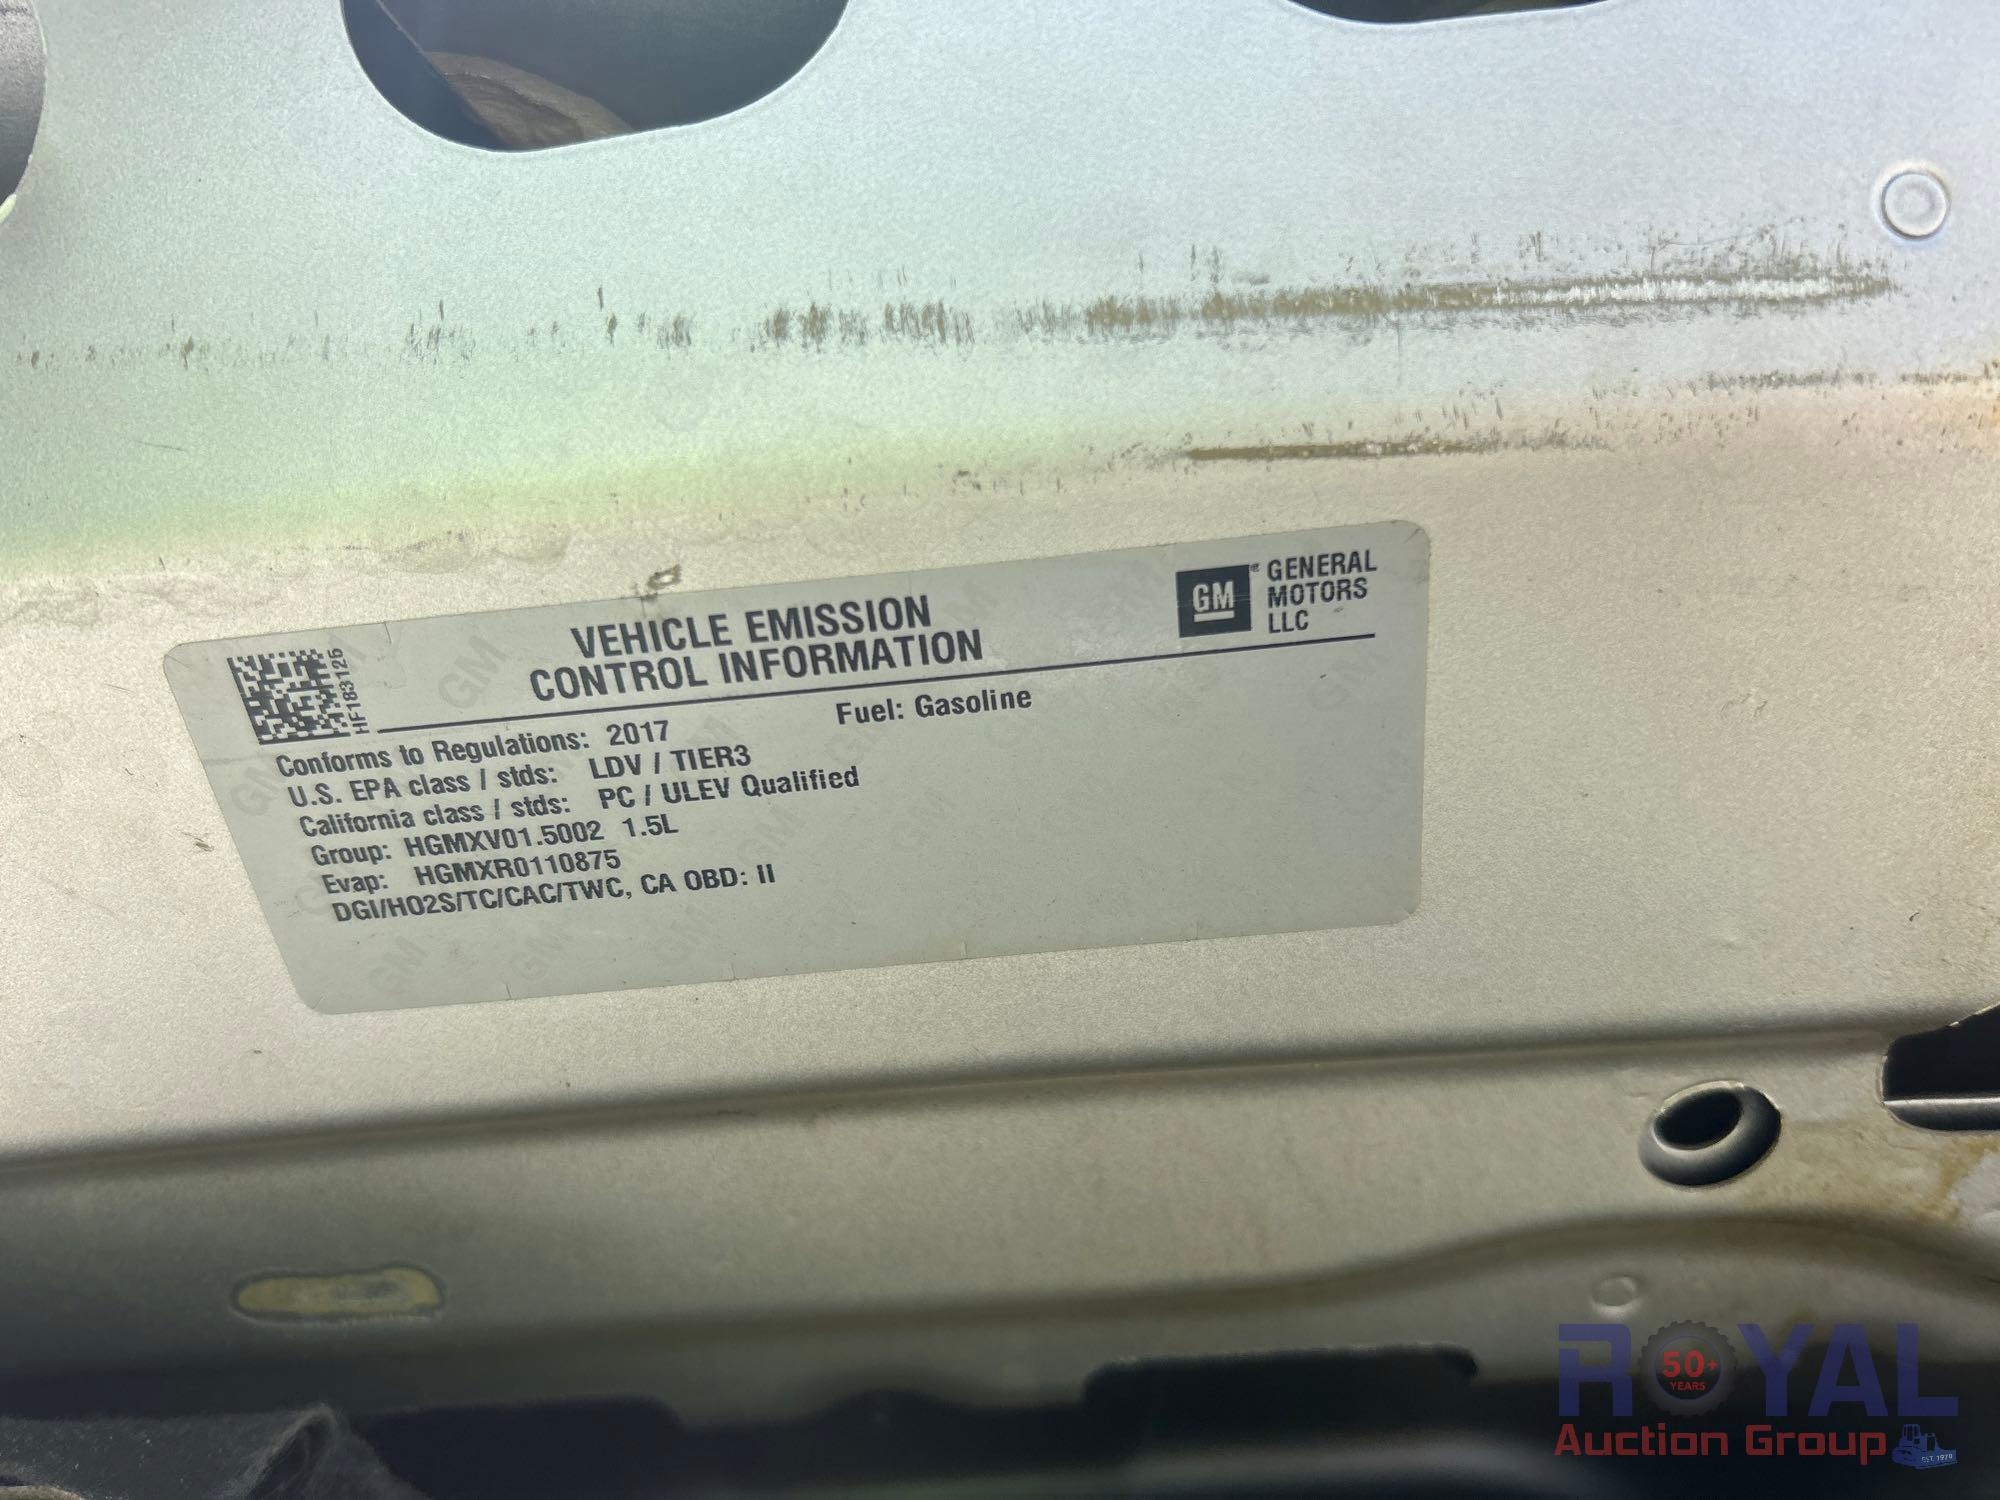 VEHICLE EMISSION
CONTROL INFORMATION
GM
GENERAL
MOTORS
LLC
HF183126
Conforms to Regulations: 2017 Fuel: Gasoline
U.S. EPA class / stds: LDV / TIER3
California class / stds: PC / ULEV Qualified
Group: HGMXV01.5002 1.5L
Evap: HGMXR0110875
DGI/HO2S/TC/CAC/TWC, CA OBD: II
ROYAL
50+
YEARS
Auction Group
EST. 1970